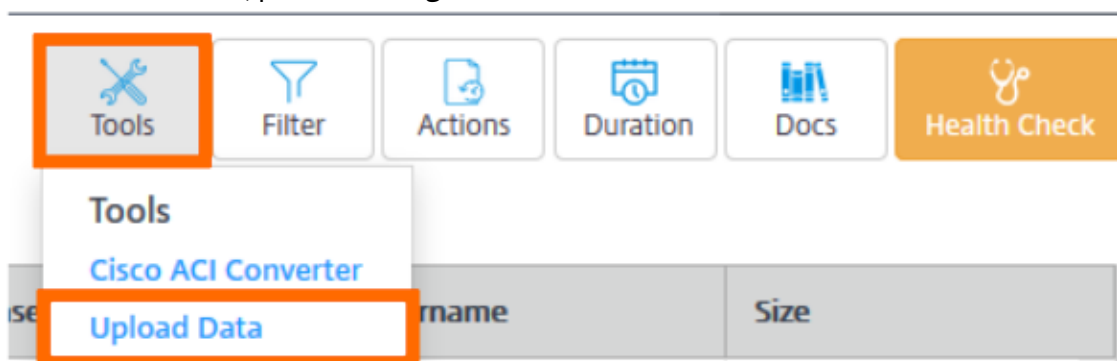 Tools Filter Actions Duration Docs Health Check
Tools
Cisco ACI Converter
Upload Data
Size